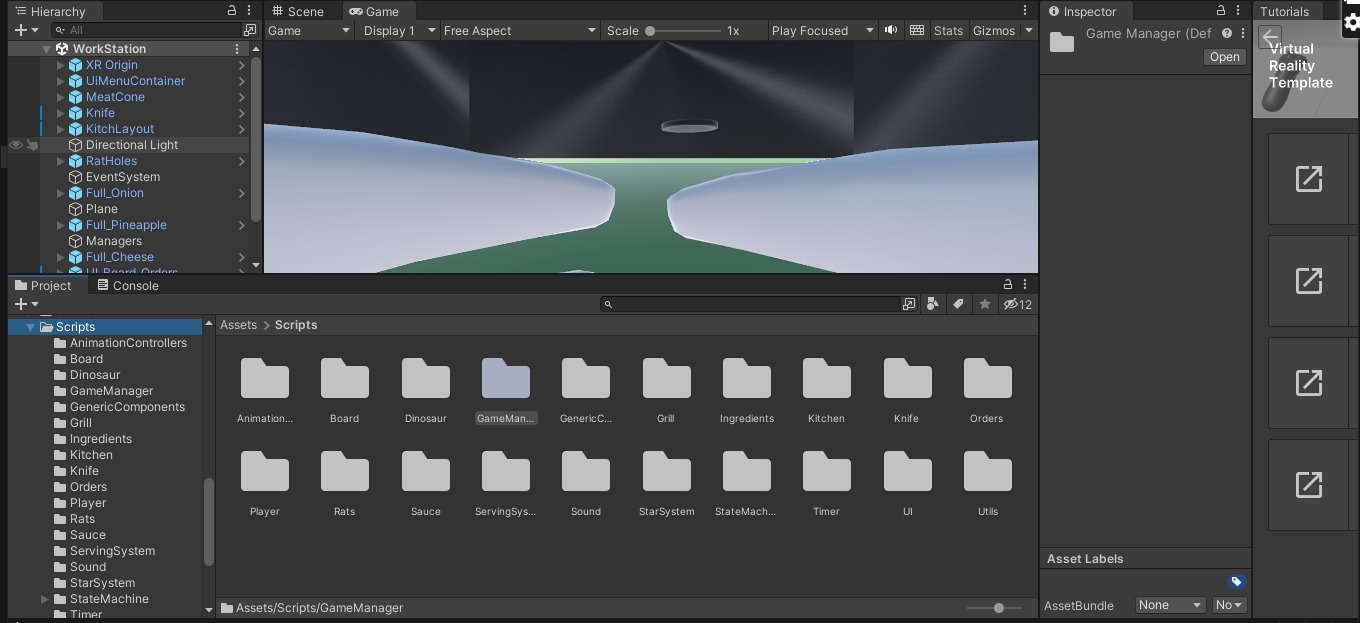 Hierarchy
Scene
Game
Inspector
Tutorials
All
Game
Display 1
Free Aspect
Scale
1x
Play Focused
Stats
Gizmos
Game Manager (Def
Open
Virtual
Reality
Template
WorkStation
XR Origin
UiMenuContainer
MeatCone
Knife
KitchLayout
Directional Light
RatHoles
EventSystem
Full_Onion
Plane
Full_Pineapple
Managers
Full_Cheese
UI_Board_Orders
Project
Console
12
Scripts
AnimationControllers
Board
Dinosaur
GameManager
GenericComponents
Grill
Ingredients
Kitchen
Knife
Orders
Player
Rats
Sauce
ServingSystem
Sound
StarSystem
StateMachine
Timer
Assets > Scripts
Animation...
Board
Dinosaur
GameMan...
GenericC...
Grill
Ingredients
Kitchen
Knife
Orders
Player
Rats
Sauce
ServingSys...
Sound
StarSystem
StateMach...
Timer
UI
Utils
Assets/Scripts/GameManager
Asset Labels
AssetBundle
None
No